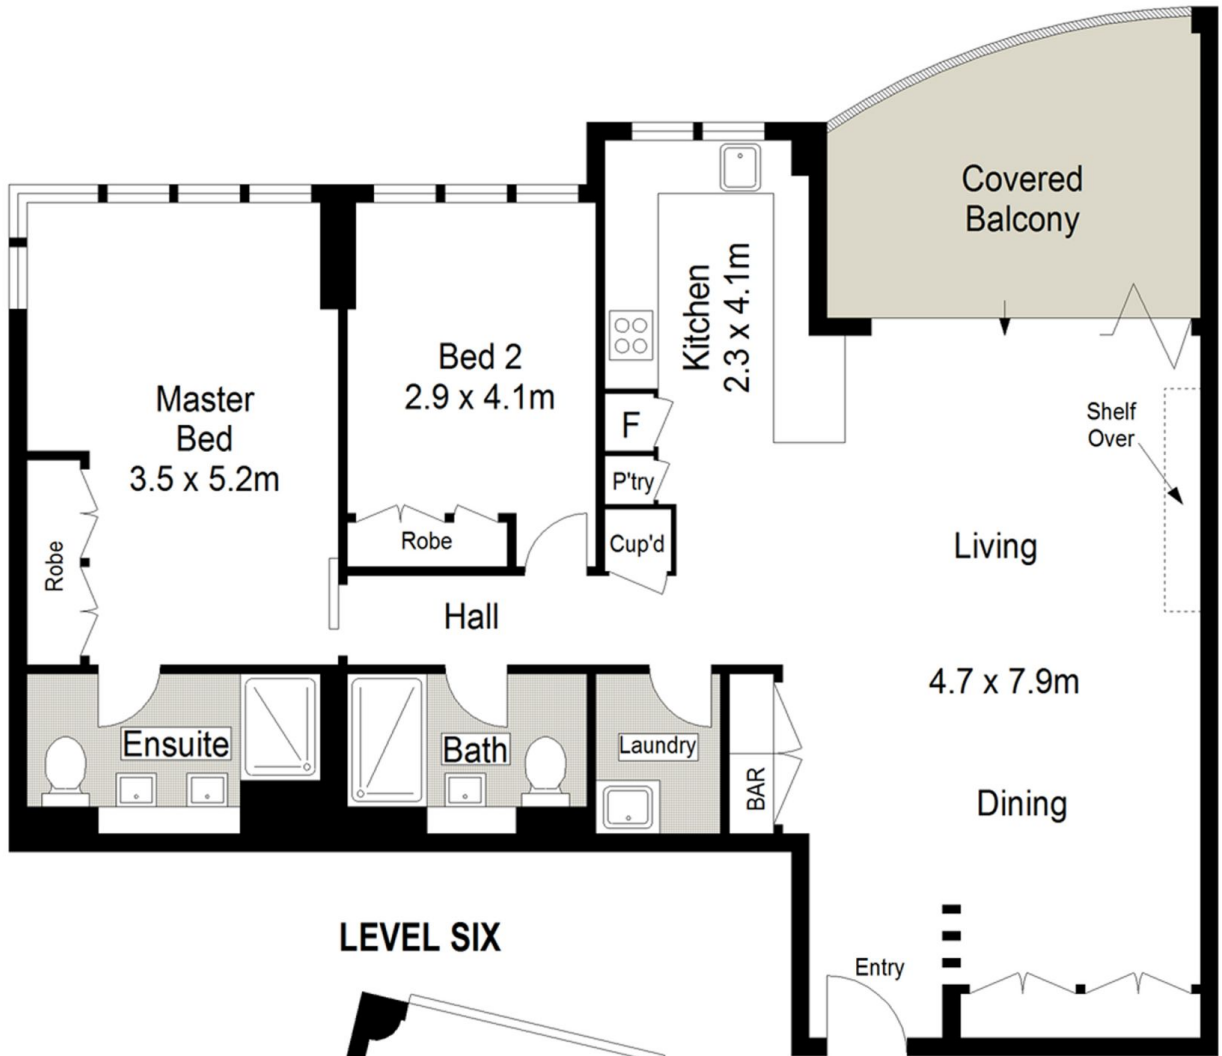 Covered
Balcony
Kitchen
2.3 x 4.1m
Bed 2
2.9 x 4.1m
Master
Bed
3.5 x 5.2m
Shelf
Over
F
P'try
Cup'd
Robe
Robe
Living
Hall
4.7 x 7.9m
Ensuite
Bath
Laundry
BAR
Dining
LEVEL SIX
Entry